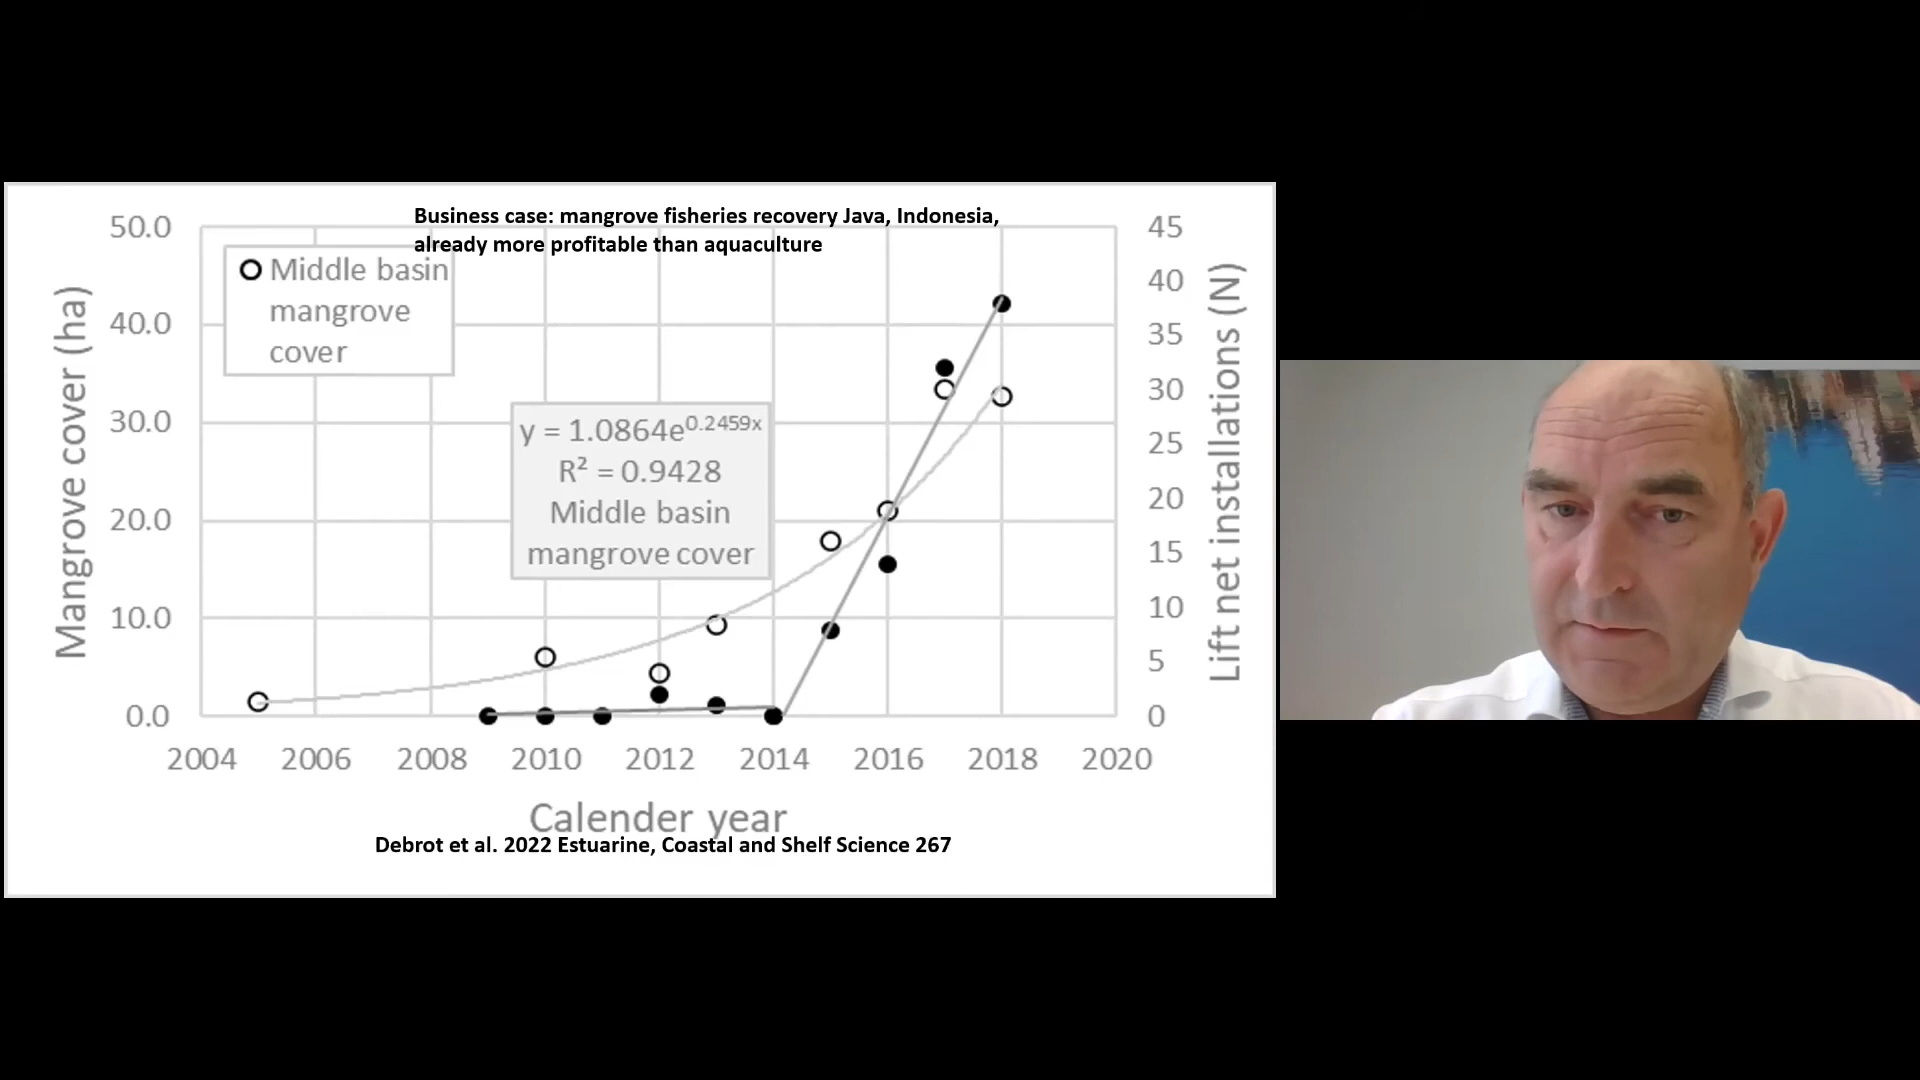 Business case: mangrove fisheries recovery Java, Indonesia,
already more profitable than aquaculture
Mangrove cover (ha)
50.0
40.0
30.0
20.0
10.0
0.0
Middle basin
mangrove
cover
y = 1.0864e^0.2459x
R² = 0.9428
Middle basin
mangrove cover
45
40
35
30
25
20
15
10
5
0
Lift net installations (N)
2004 2006 2008 2010 2012 2014 2016 2018 2020
Calender year
Debrot et al. 2022 Estuarine, Coastal and Shelf Science 267